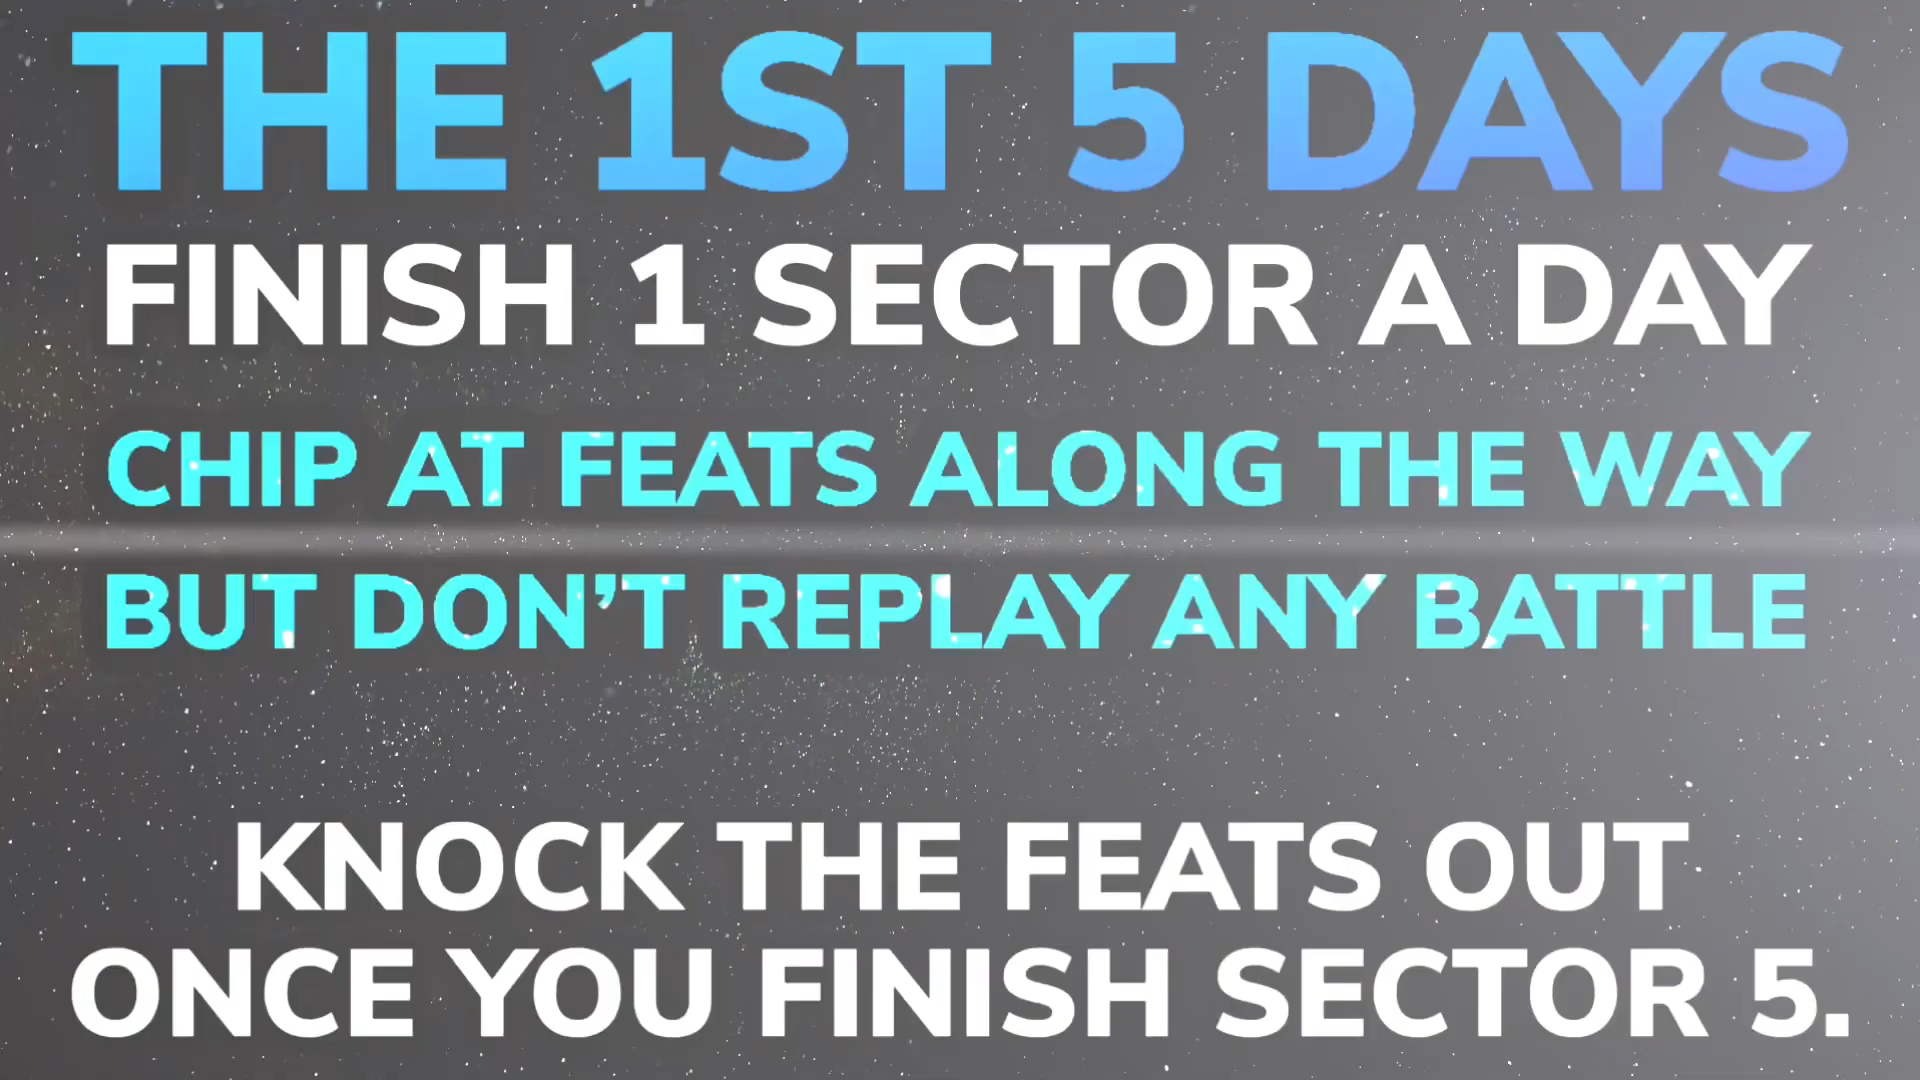 THE 1ST 5 DAYS
FINISH 1 SECTOR A DAY
CHIP AT FEATS ALONG THE WAY
BUT DON’T REPLAY ANY BATTLE
KNOCK THE FEATS OUT
ONCE YOU FINISH SECTOR 5.